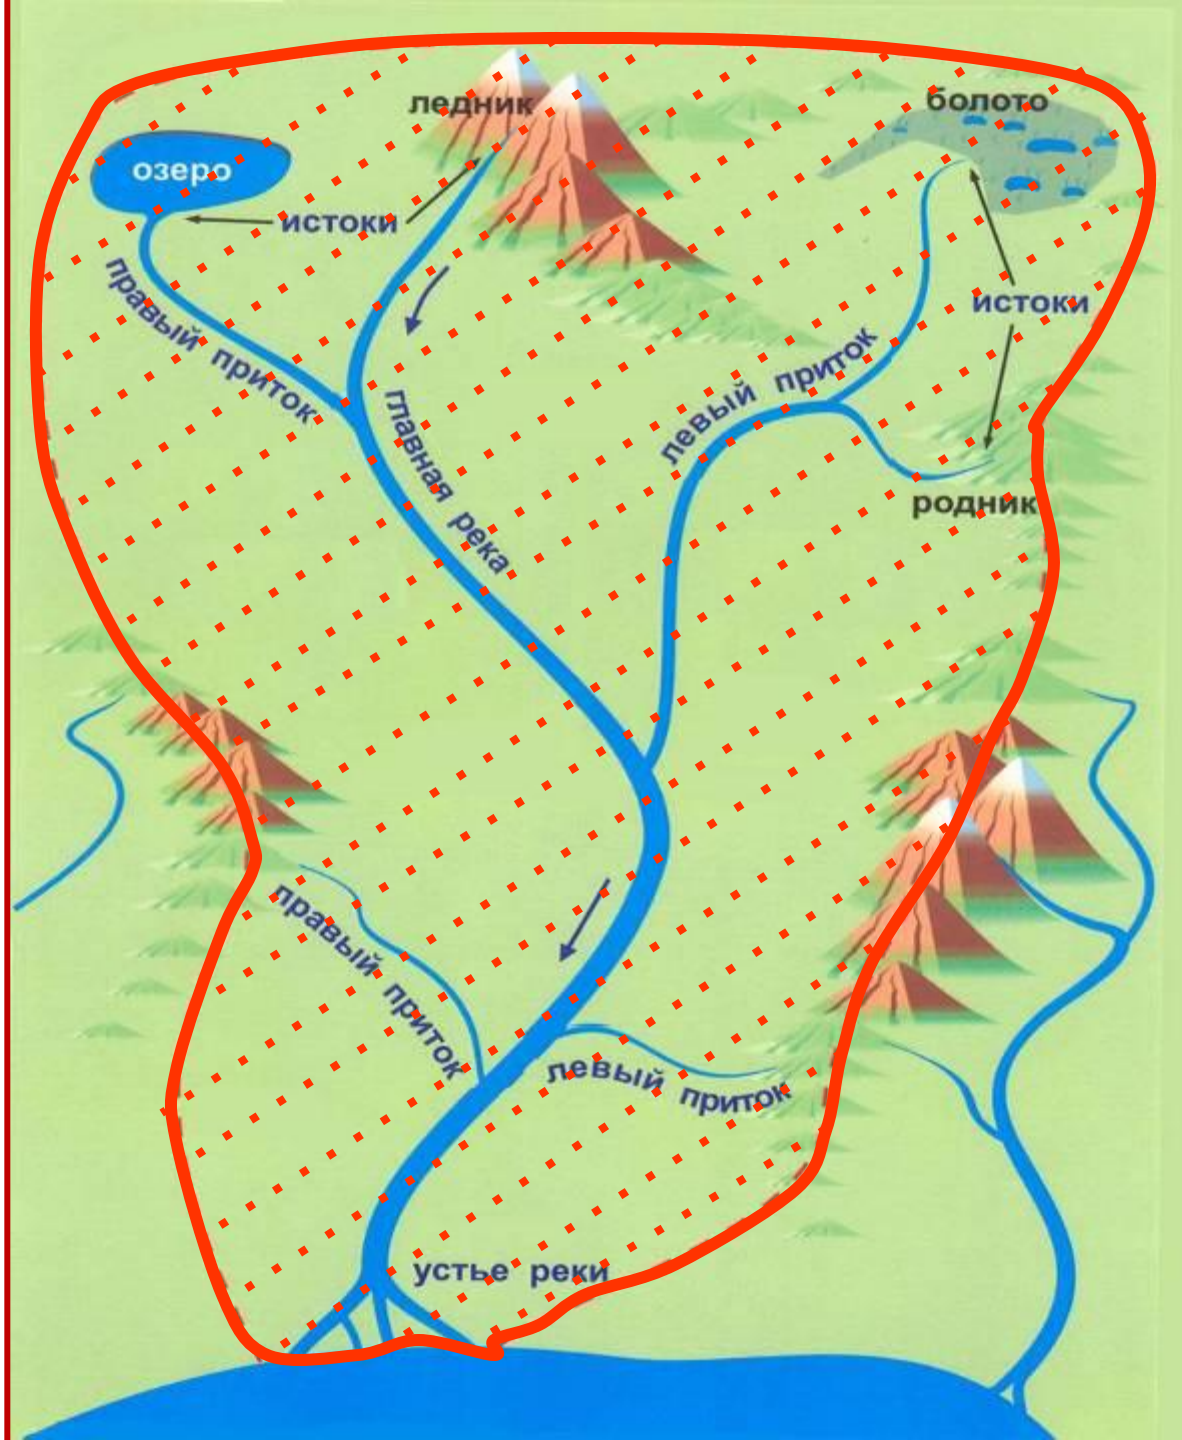 ледник
болото
озеро
истоки
правый приток
истоки
левый приток
главная река
родник
правый приток
левый приток
устье реки